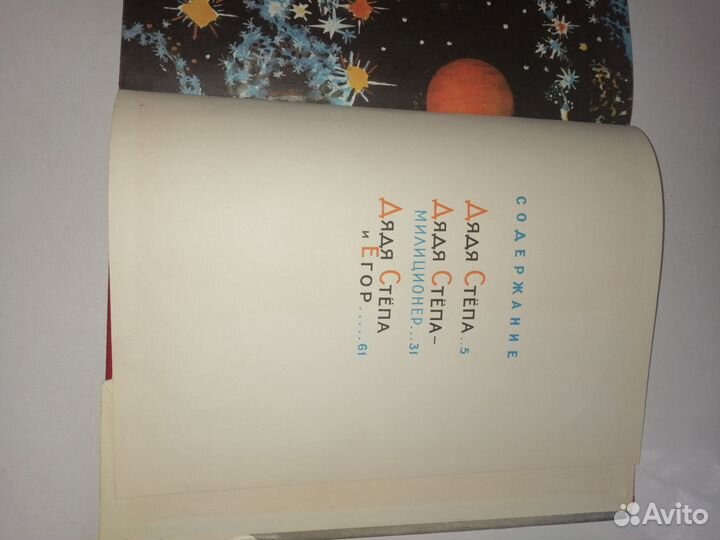 СОДЕРЖАНИЕ
ДЯДЯ СТЁПА...5
ДЯДЯ СТЁПА-
МИЛИЦИОНЕР...31
ДЯДЯ СТЁПА
И ЕГОР.....61
Avito